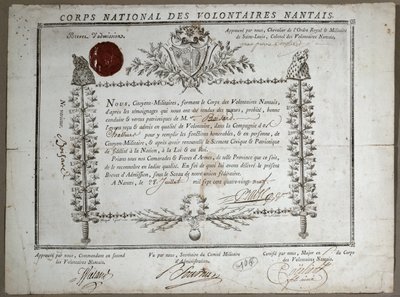 CORPS NATIONAL DES VOLONTAIRES NANTAIS.
Brevet d'admission.
Approuvé par nous, Chevalier de l'Ordre Royal & Militaire
de Saint-Louis, Colonel des Volontaires Nantais.
NOUS, Citoyens-Militaires, formant le Corps des Volontaires Nantais,
d'après les témoignages qui nous ont été rendus des mœurs, probité, bonne
conduite & vertus patriotiques de M.
l'avons reçu & admis en qualité de Volontaire, dans la Compagnie d
pour y remplir les fonctions honorables, & en personne, de
Citoyen-Militaire, & après avoir renouvellé le Serment Civique & Patriotique
de fidélité à la Nation, à la Loi & au Roi.
Prions tous nos Camarades & Freres d'Armes, de telle Province que ce soit,
de le reconnoître en ladite qualité. En foi de quoi lui avons délivré le présent
Brevet d'Admission, sous le Sceau de notre union fédérative.
A Nantes, le 28 Juillet mil sept cent quatre-vingt
Approuvé par nous, Commandant en second
les Volontaires Nantais.
Vu par nous, Secrétaire du Comité Militaire
d'Administration.
Certifié par nous, Major en du Corps
des Volontaires Nantais.